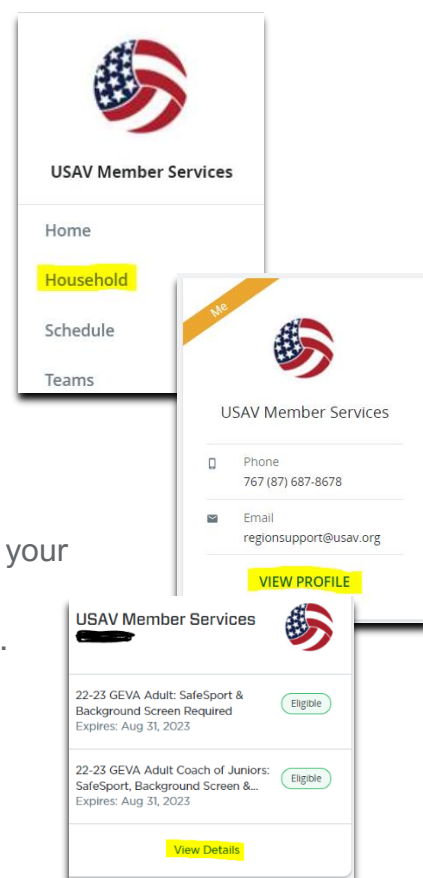 USAV Member Services
Home
Household
Schedule
Teams
Me
USAV Member Services
Phone
767 (87) 687-8678
Email
regionsupport@usav.org
VIEW PROFILE
your
.
USAV Member Services
22-23 GEVA Adult: SafeSport &
Background Screen Required
Eligible
Expires: Aug 31, 2023
22-23 GEVA Adult Coach of Juniors:
SafeSport, Background Screen &...
Eligible
Expires: Aug 31, 2023
View Details